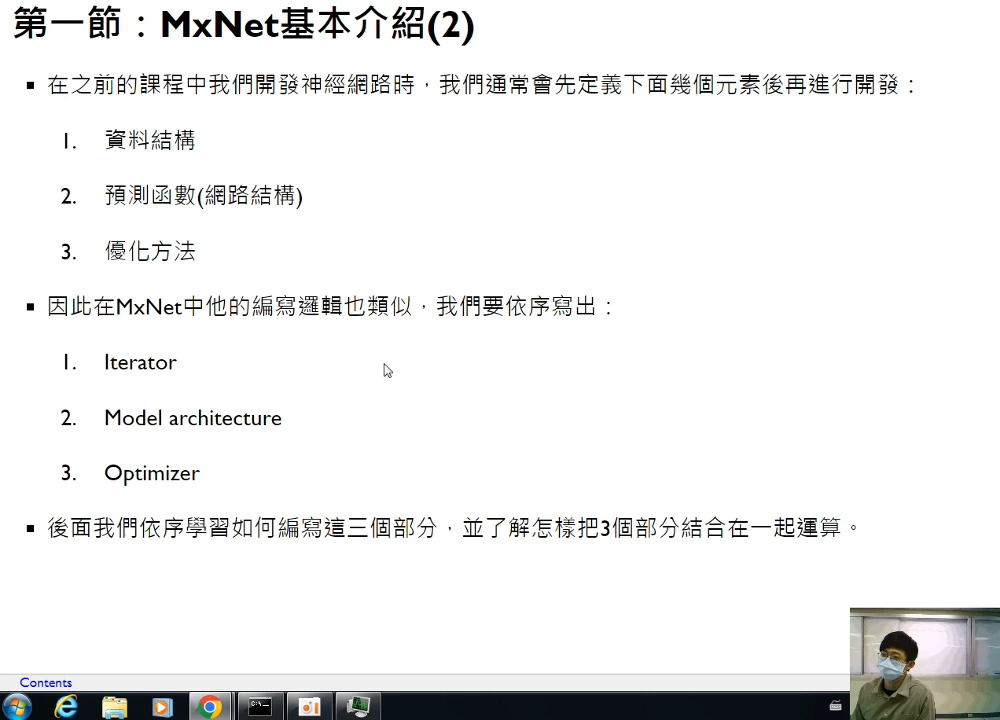 第一節：MxNet基本介紹(2)
▪ 在之前的課程中我們開發神經網路時，我們通常會先定義下面幾個元素後再進行開發：
1. 資料結構
2. 預測函數(網路結構)
3. 優化方法
▪ 因此在MxNet中他的編寫邏輯也類似，我們要依序寫出：
1. Iterator
2. Model architecture
3. Optimizer
▪ 後面我們依序學習如何編寫這三個部分，並了解怎樣把3個部分結合在一起運算。
Contents